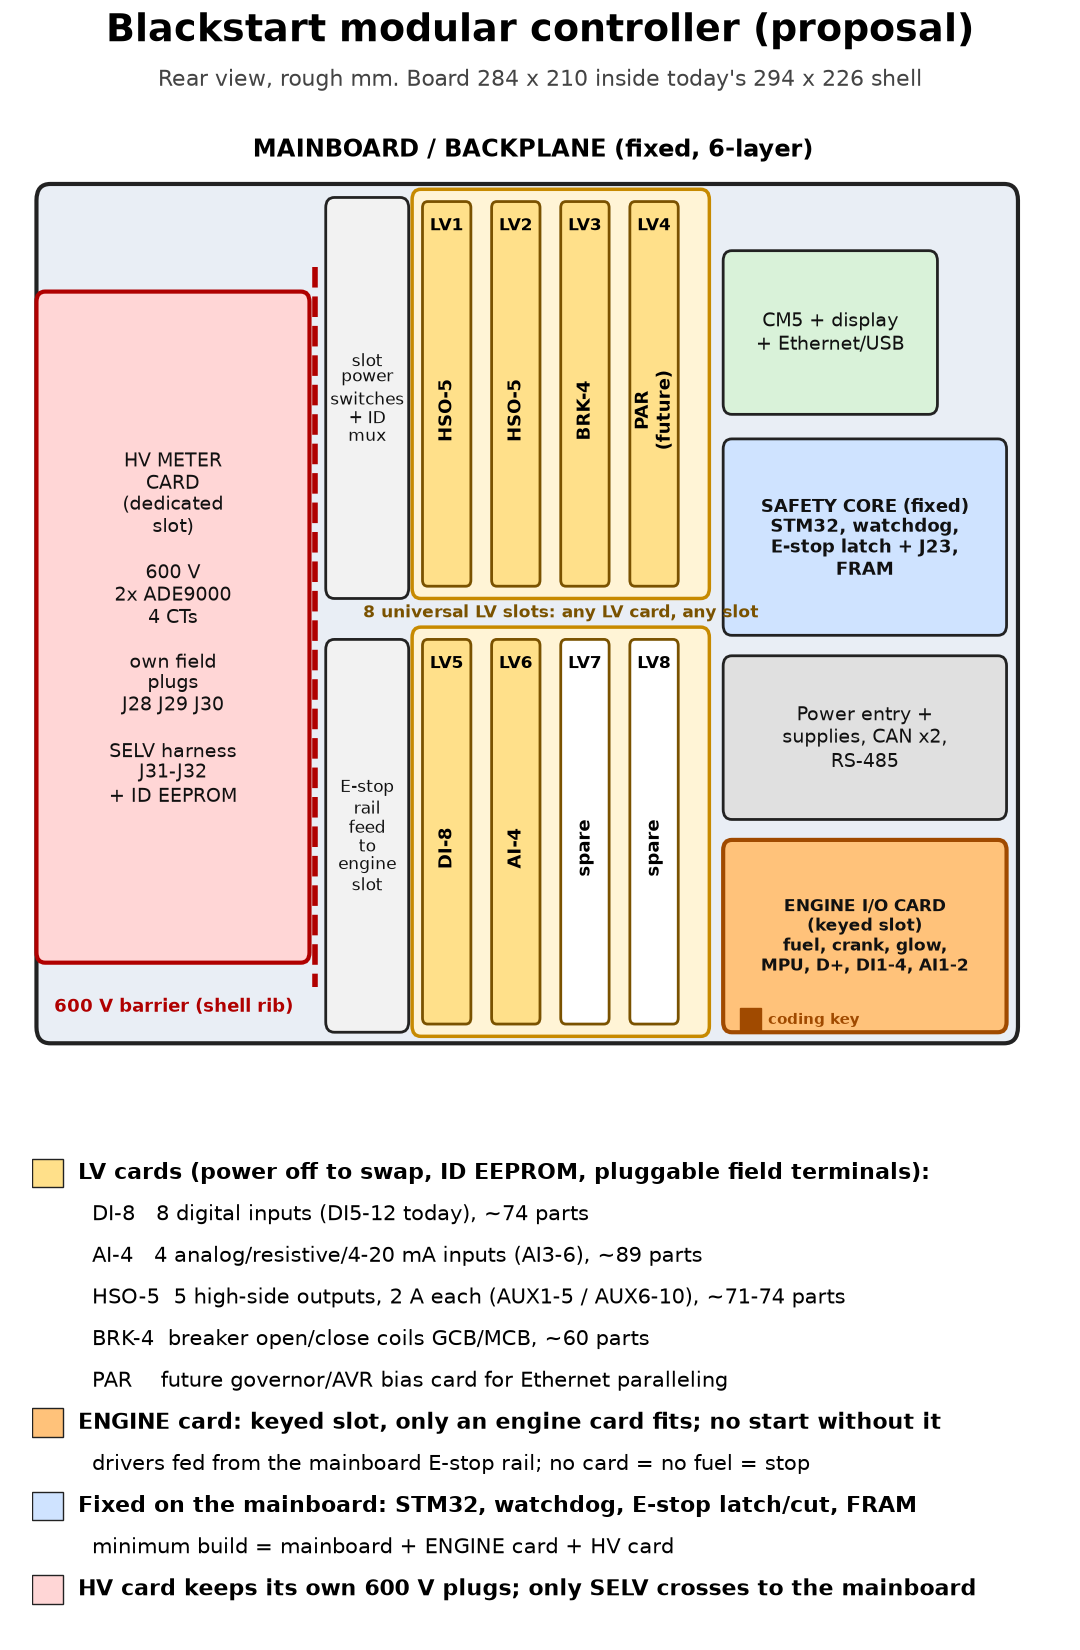 Blackstart modular controller (proposal)
Rear view, rough mm. Board 284 x 210 inside today's 294 x 226 shell
MAINBOARD / BACKPLANE (fixed, 6-layer)
HV METER
CARD
(dedicated
slot)
600 V
2x ADE9000
4 CTs
own field
plugs
J28 J29 J30
SELV harness
J31-J32
+ ID EEPROM
600 V barrier (shell rib)
slot
power
switches
+ ID
mux
E-stop
rail
feed
to
engine
slot
LV1
HSO-5
LV2
HSO-5
LV3
BRK-4
LV4
PAR
(future)
8 universal LV slots: any LV card, any slot
LV5
DI-8
LV6
AI-4
LV7
spare
LV8
spare
CM5 + display
+ Ethernet/USB
SAFETY CORE (fixed)
STM32, watchdog,
E-stop latch + J23,
FRAM
Power entry +
supplies, CAN x2,
RS-485
ENGINE I/O CARD
(keyed slot)
fuel, crank, glow,
MPU, D+, DI1-4, AI1-2
coding key
LV cards (power off to swap, ID EEPROM, pluggable field terminals):
DI-8 8 digital inputs (DI5-12 today), ~74 parts
AI-4 4 analog/resistive/4-20 mA inputs (AI3-6), ~89 parts
HSO-5 5 high-side outputs, 2 A each (AUX1-5 / AUX6-10), ~71-74 parts
BRK-4 breaker open/close coils GCB/MCB, ~60 parts
PAR future governor/AVR bias card for Ethernet paralleling
ENGINE card: keyed slot, only an engine card fits; no start without it
drivers fed from the mainboard E-stop rail; no card = no fuel = stop
Fixed on the mainboard: STM32, watchdog, E-stop latch/cut, FRAM
minimum build = mainboard + ENGINE card + HV card
HV card keeps its own 600 V plugs; only SELV crosses to the mainboard